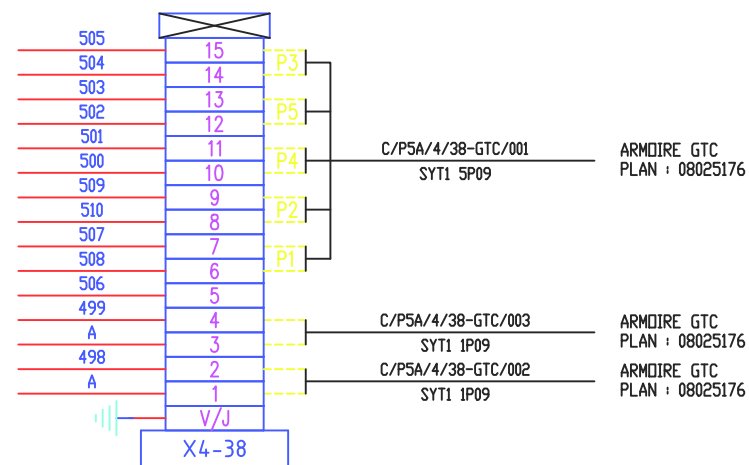 505 15
504 14 P3
503 13
502 12 P5
501 11
500 10 P4
C/P5A/4/38-GTC/001
SYT1 5P09
ARMOIRE GTC
PLAN : 08025176
509 9
510 8 P2
507 7
508 6 P1
506 5
499 4
A 3
C/P5A/4/38-GTC/003
SYT1 1P09
ARMOIRE GTC
PLAN : 08025176
498 2
A 1
C/P5A/4/38-GTC/002
SYT1 1P09
ARMOIRE GTC
PLAN : 08025176
V/J
X4-38